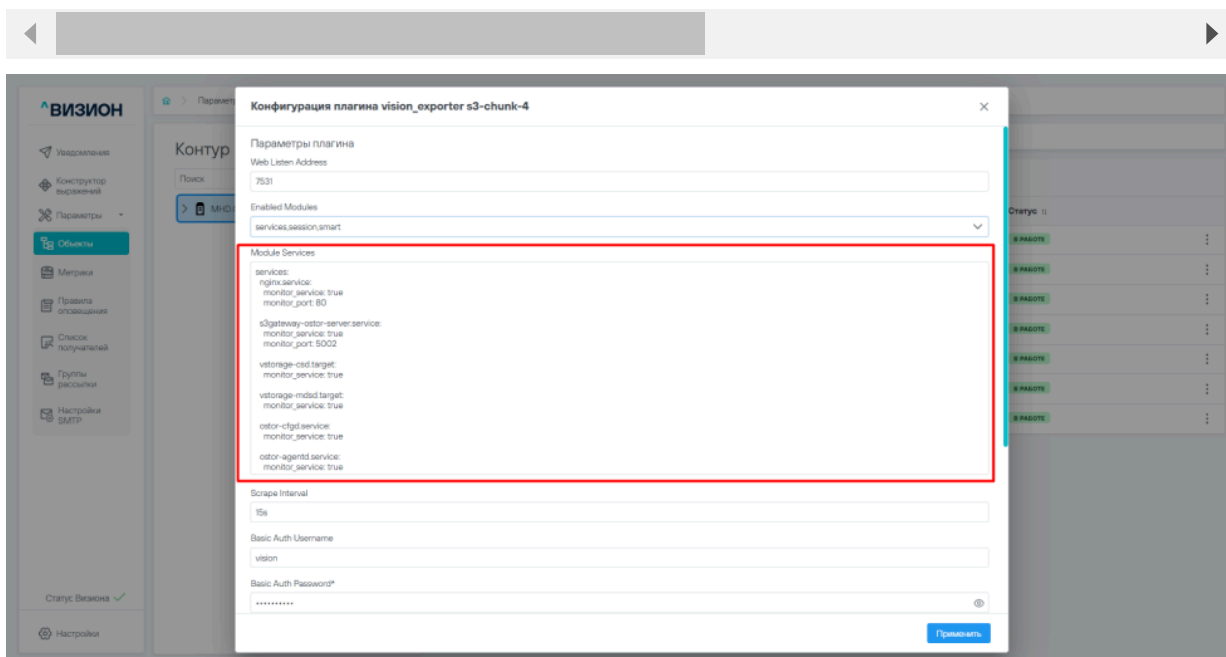 ^ВИЗИОН
Параметр
Уведомления
Конструктор
выражений
Параметры
Объекты
Метрики
Правила
оповещения
Список
получателей
Группы
рассылки
Настройки
SMTP
Статус Визиона
Настройки
Контур
Поиск
Конфигурация плагина vision_exporter s3-chunk-4
Параметры плагина
Web Listen Address
7531
Enabled Modules
services,session,smart
Module Services
services:
nginx.service:
monitor_service: true
monitor_port: 80
s3gateway-ostor-server.service:
monitor_service: true
monitor_port: 5002
vstorage-csd.target:
monitor_service: true
vstorage-mdsd.target:
monitor_service: true
ostor-cfgd.service:
monitor_service: true
ostor-agentd.service:
monitor_service: true
Scrape Interval
15s
Basic Auth Username
vision
Basic Auth Password*
••••••••••
Применить
Статус
В РАБОТЕ
В РАБОТЕ
В РАБОТЕ
В РАБОТЕ
В РАБОТЕ
В РАБОТЕ
В РАБОТЕ